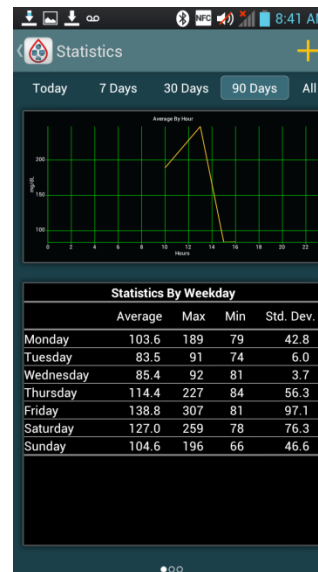 NFC 8:41 AM
Statistics
Today 7 Days 30 Days 90 Days All
Average By Hour
200
150
100
mg/dL
0 2 4 6 8 10 12 14 16 18 20 22
Hours
Statistics By Weekday
Average Max Min Std. Dev.
Monday 103.6 189 79 42.8
Tuesday 83.5 91 74 6.0
Wednesday 85.4 92 81 3.7
Thursday 114.4 227 84 56.3
Friday 138.8 307 81 97.1
Saturday 127.0 259 78 76.3
Sunday 104.6 196 66 46.6